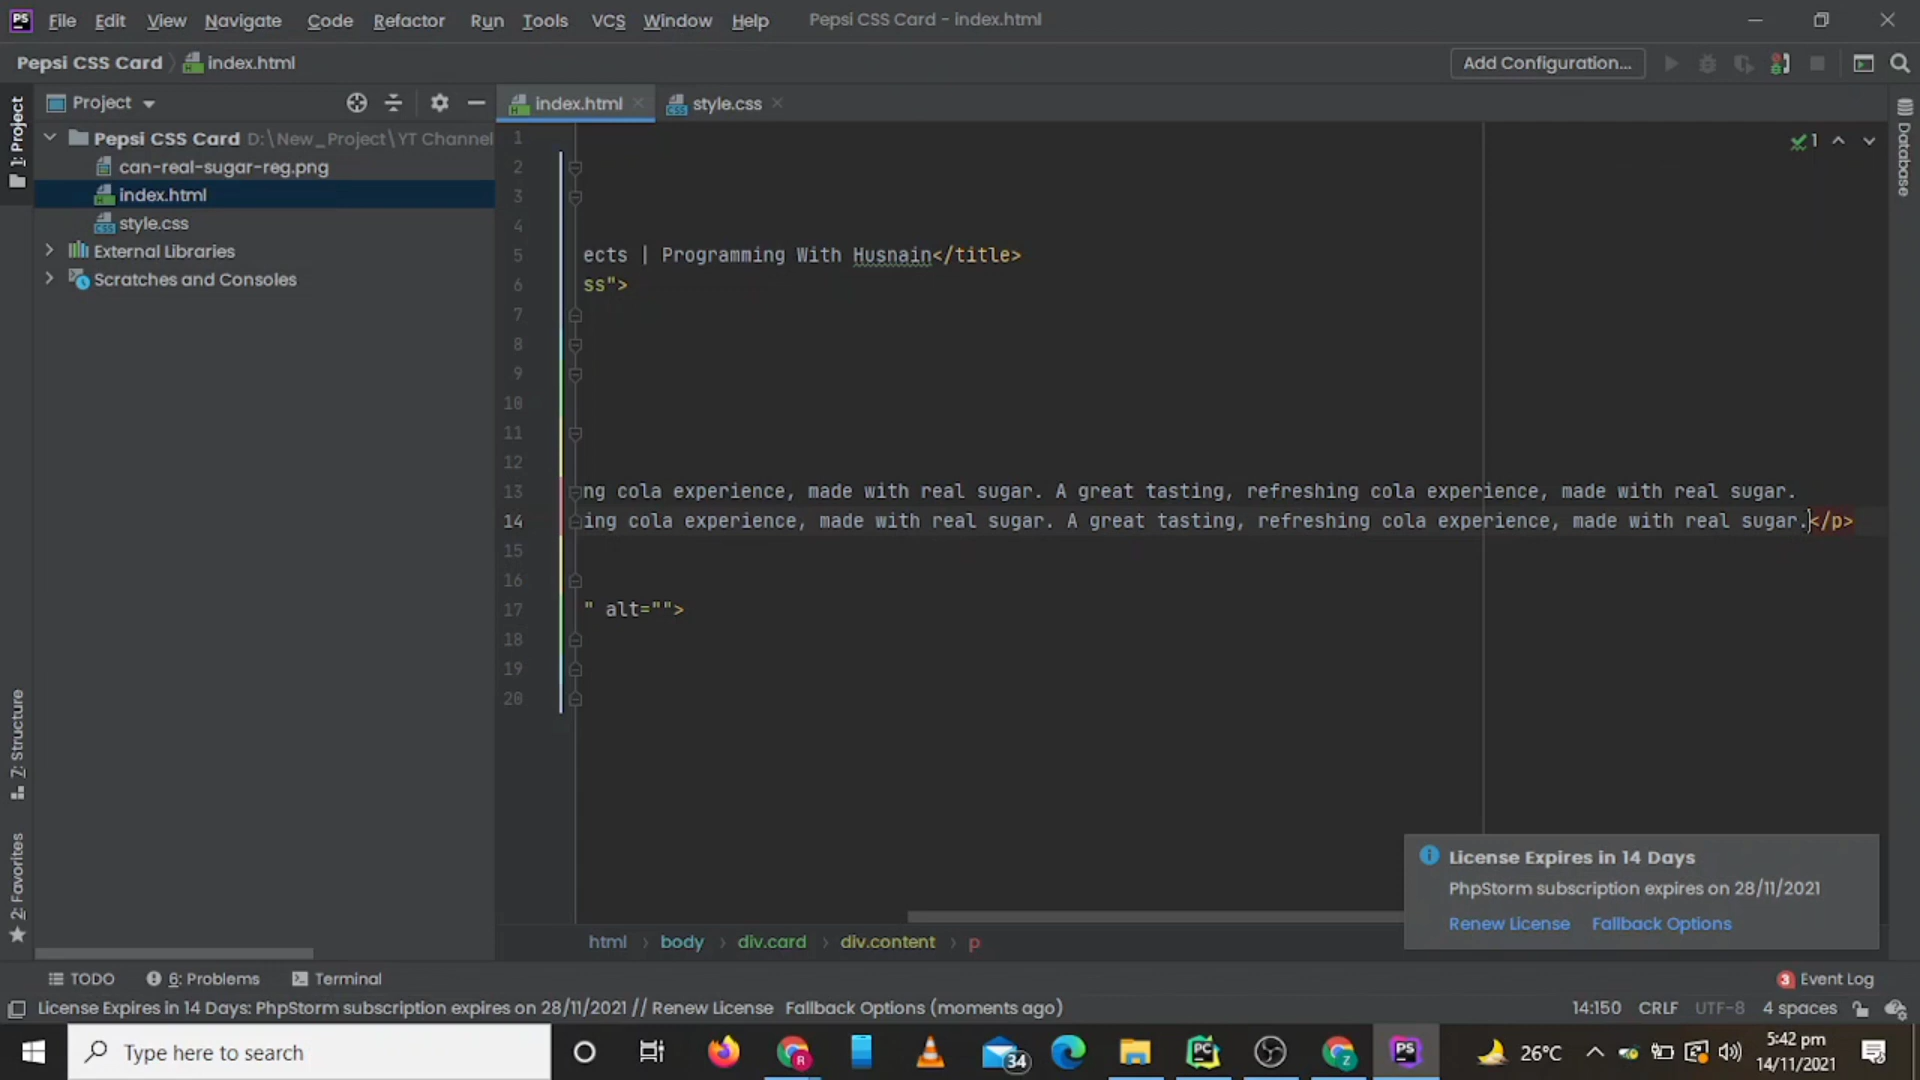 PS File Edit View Navigate Code Refactor Run Tools VCS Window Help Pepsi CSS Card - index.html
Pepsi CSS Card index.html Add Configuration...
1: Project
Project
index.html
style.css
Database
Pepsi CSS Card D:\New_Project\YT Channel
can-real-sugar-reg.png
index.html
style.css
External Libraries
Scratches and Consoles
1
1
2
3
4
5 ects | Programming With Husnain</title>
6 ss">
7
8
9
10
11
12
13 ng cola experience, made with real sugar. A great tasting, refreshing cola experience, made with real sugar.
14 ing cola experience, made with real sugar. A great tasting, refreshing cola experience, made with real sugar.</p>
15
16
17 " alt="">
18
19
20
Z: Structure
2: Favorites
License Expires in 14 Days
PhpStorm subscription expires on 28/11/2021
Renew License Fallback Options
html body div.card div.content p
TODO 6: Problems Terminal 3 Event Log
License Expires in 14 Days: PhpStorm subscription expires on 28/11/2021 // Renew License Fallback Options (moments ago) 14:150 CRLF UTF-8 4 spaces
Type here to search
R
34
PC
Z
PS
26°C
5:42 pm
14/11/2021